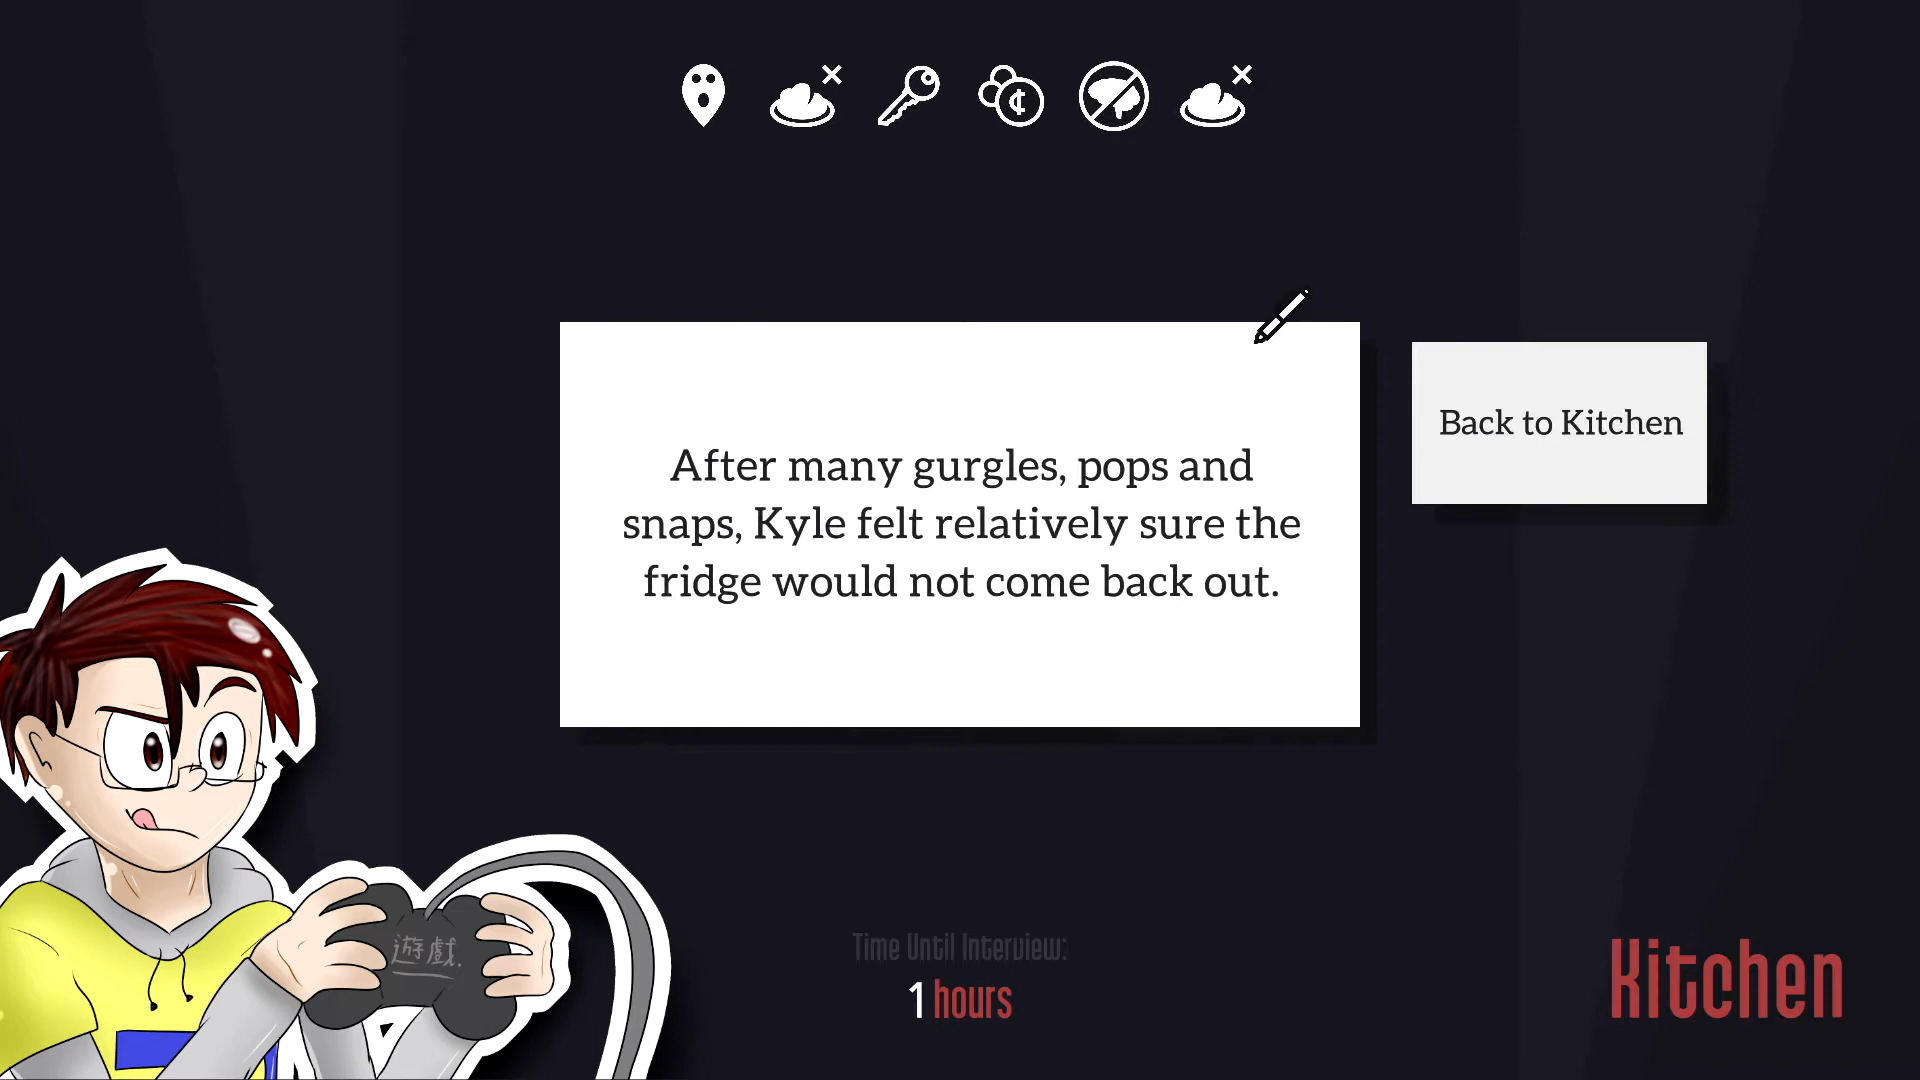 After many gurgles, pops and
snaps, Kyle felt relatively sure the
fridge would not come back out.
Back to Kitchen
遊戲.
Time Until Interview:
1 hours
Kitchen